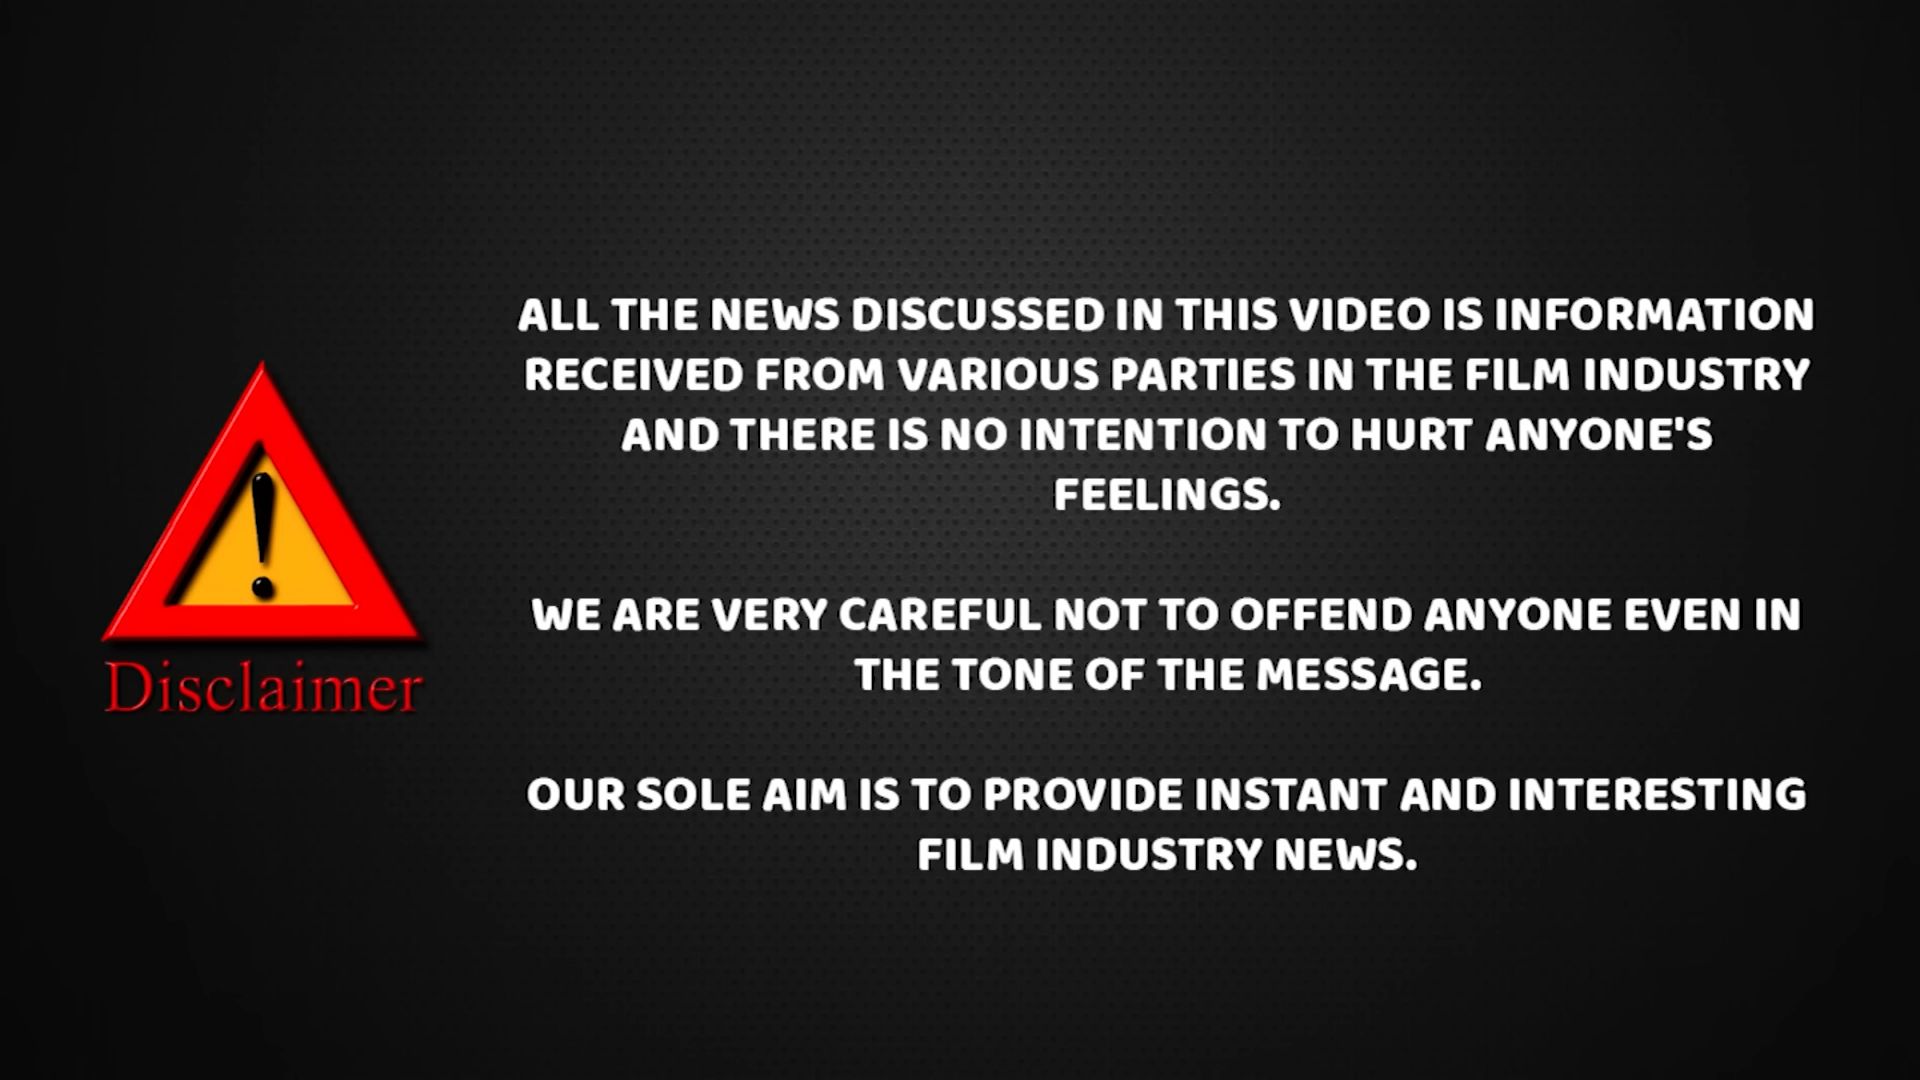 ALL THE NEWS DISCUSSED IN THIS VIDEO IS INFORMATION
RECEIVED FROM VARIOUS PARTIES IN THE FILM INDUSTRY
AND THERE IS NO INTENTION TO HURT ANYONE'S
FEELINGS.
WE ARE VERY CAREFUL NOT TO OFFEND ANYONE EVEN IN
THE TONE OF THE MESSAGE.
OUR SOLE AIM IS TO PROVIDE INSTANT AND INTERESTING
FILM INDUSTRY NEWS.
Disclaimer